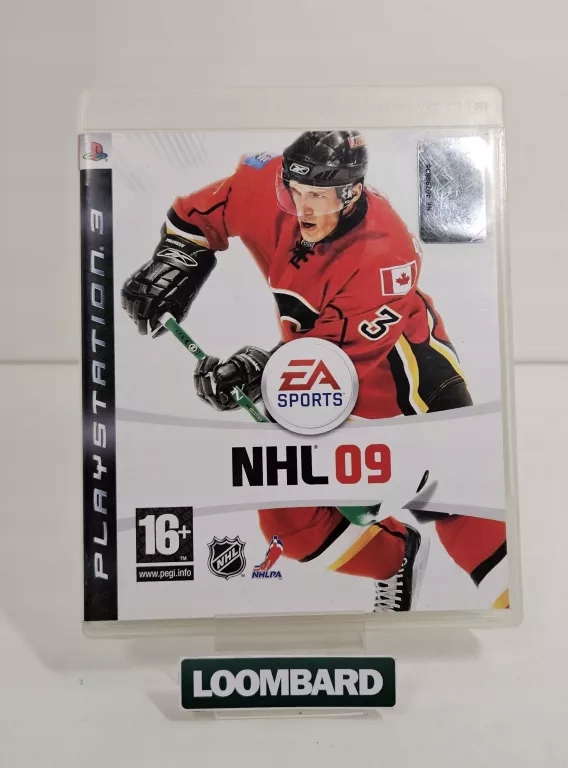 PLAYSTATION 3
3
EA
SPORTS
NHL 09
16+
www.pegi.info
NHL
NHLPA
LOOMBARD